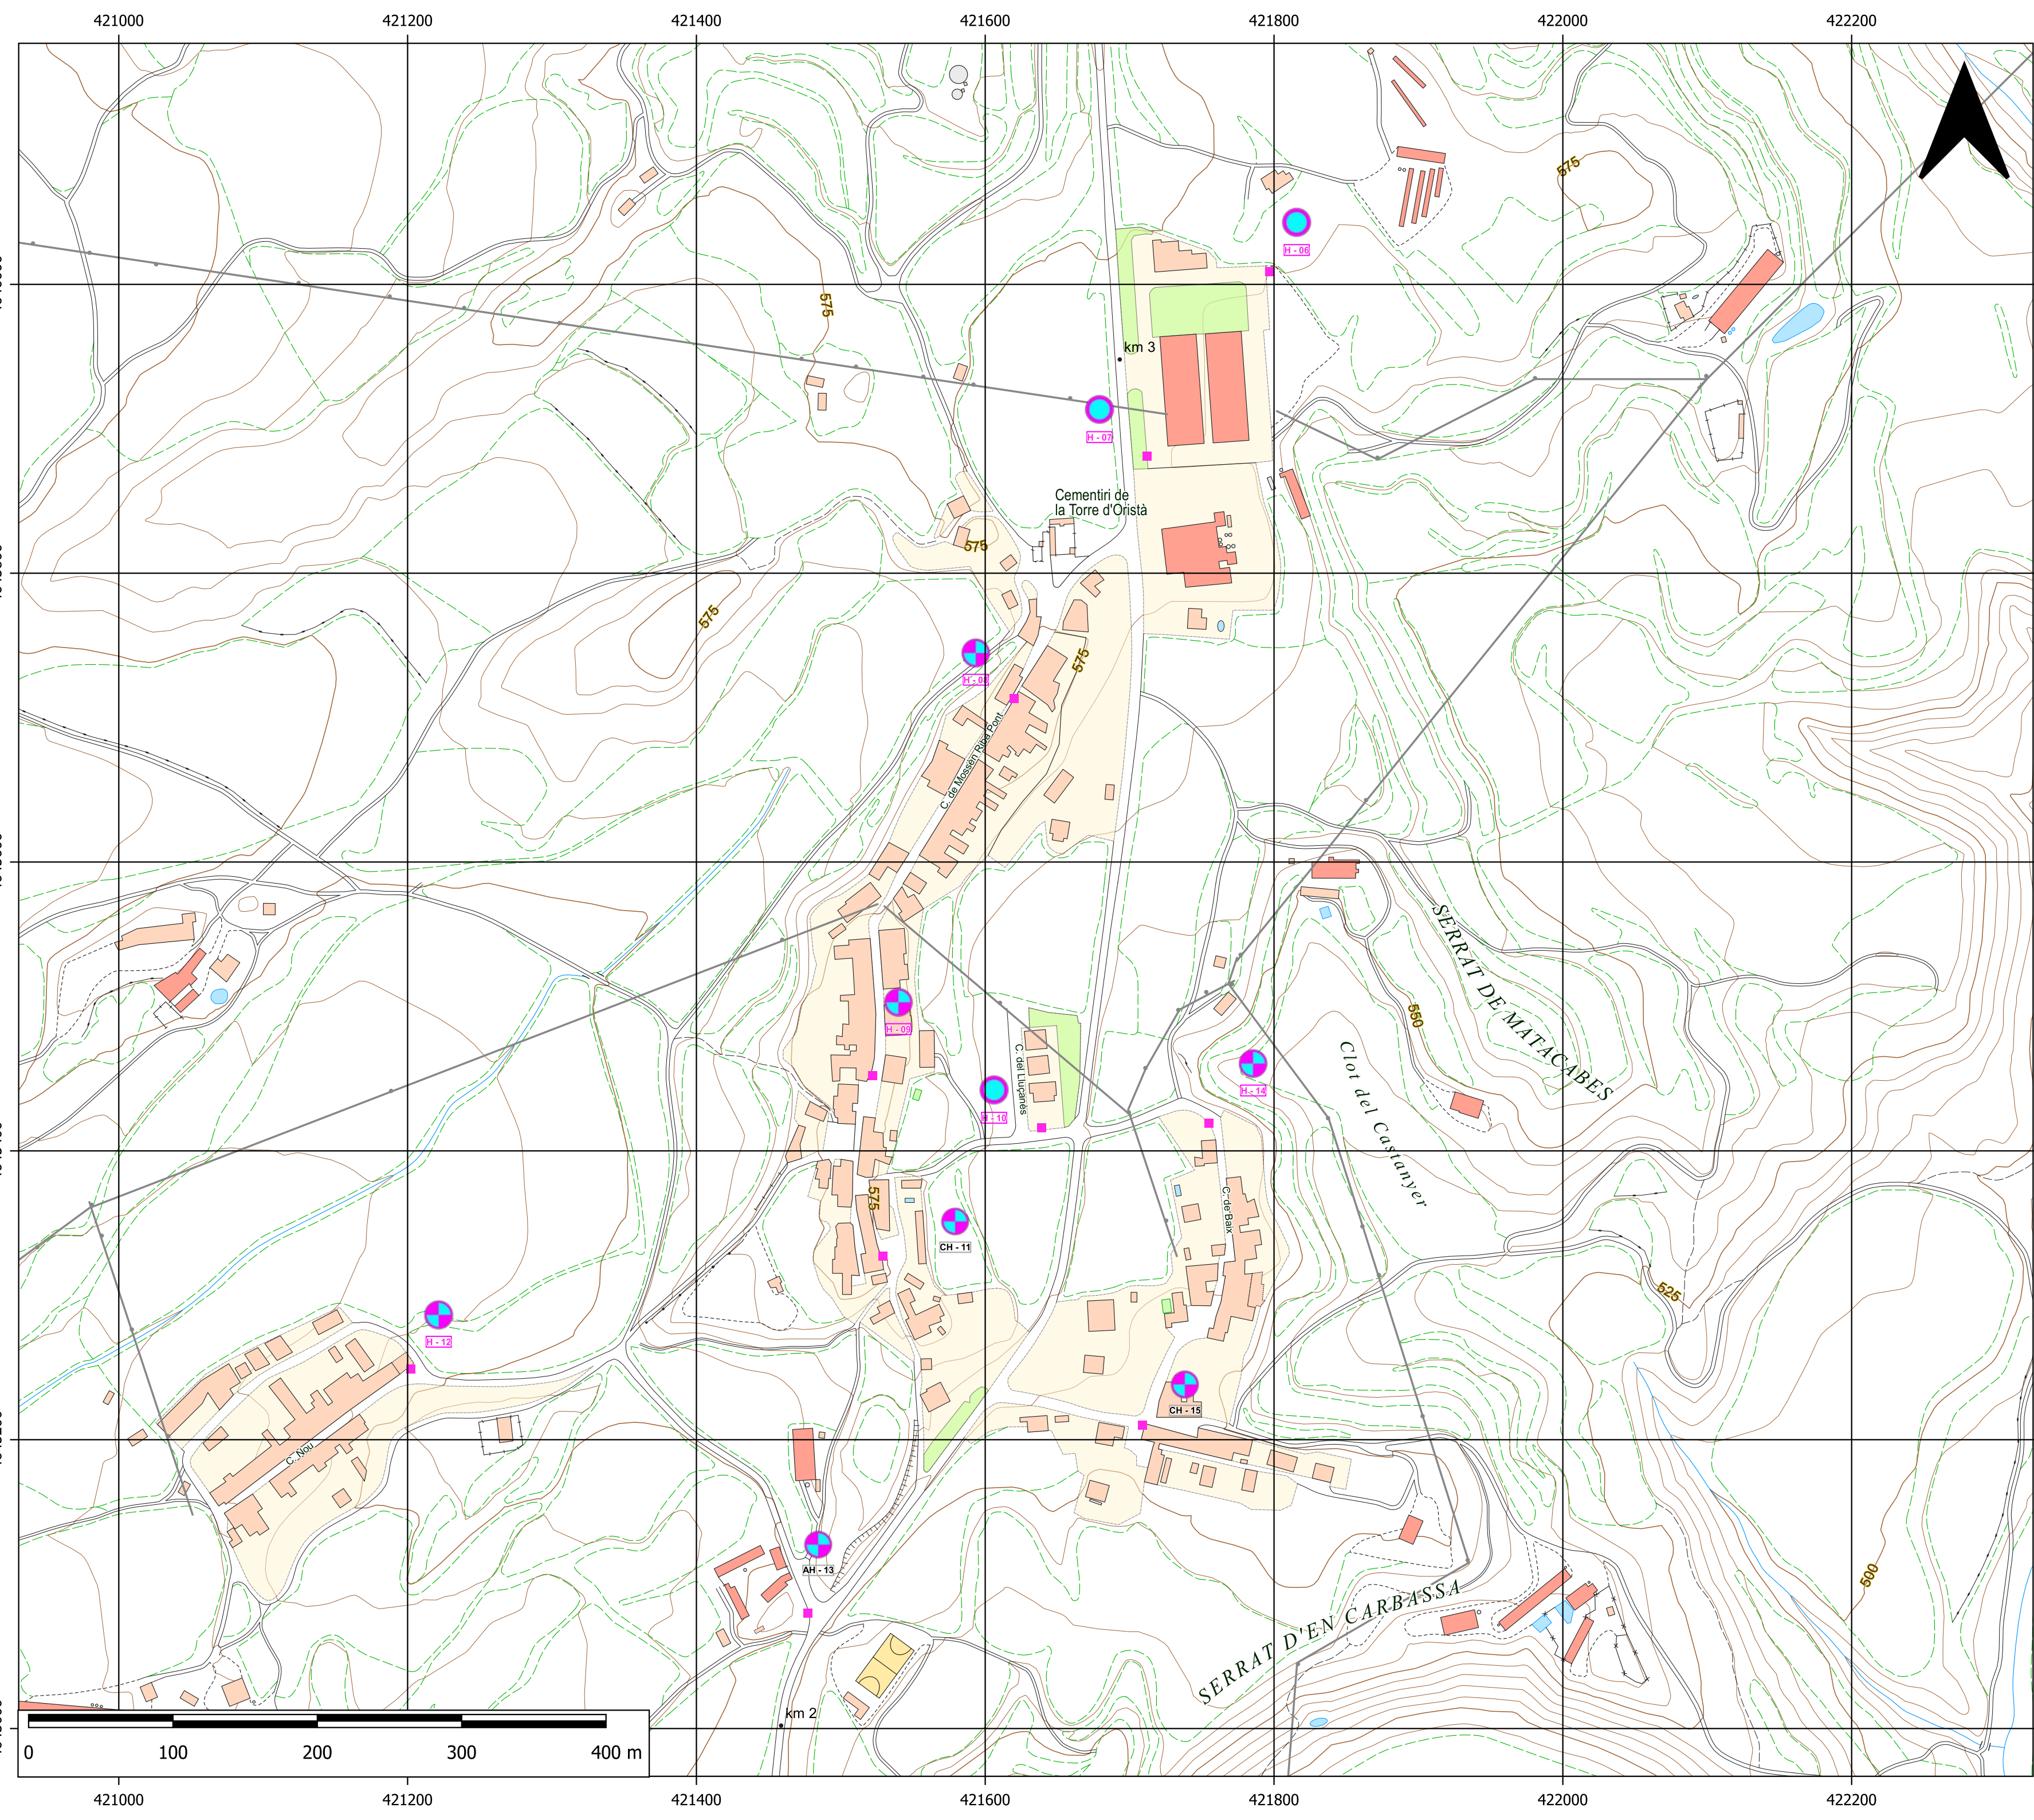 421000 421200 421400 421600 421800 422000 422200
575
H - 06
575
km 3
H - 07
Cementiri de
la Torre d'Oristà
575
575
575
C. de Mossèn Riba Pont
SERRAT DE MATACABES
H - 09
550
Clot del Castanyer
C. del Lluçanès
H - 14
H - 10
575
C. de Baix
CH - 11
525
H - 12
CH - 15
C. Nou
AH - 13
500
SERRAT D'EN CARBASSA
km 2
0 100 200 300 400 m
421000 421200 421400 421600 421800 422000 422200